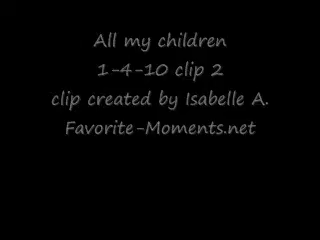 All my children
1-4-10 clip 2
clip created by Isabelle A.
Favorite-Moments.net